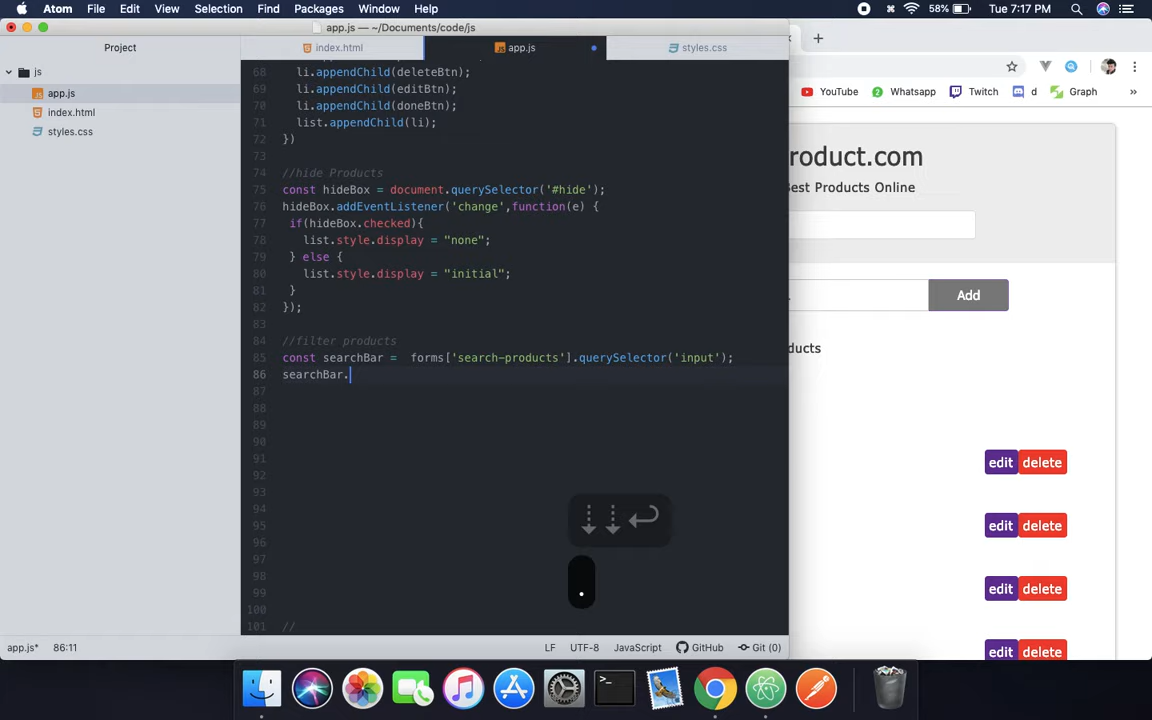 Atom File Edit View Selection Find Packages Window Help 58% Tue 7:17 PM
app.js — ~/Documents/code/js
Project
index.html
app.js
styles.css
js
app.js
index.html
styles.css
68 li.appendChild(deleteBtn);
69 li.appendChild(editBtn);
70 li.appendChild(doneBtn);
71 list.appendChild(li);
72 })
73
74 //hide Products
75 const hideBox = document.querySelector('#hide');
76 hideBox.addEventListener('change',function(e) {
77 if(hideBox.checked){
78 list.style.display = "none";
79 } else {
80 list.style.display = "initial";
81 }
82 });
83
84 //filter products
85 const searchBar =  forms['search-products'].querySelector('input');
86 searchBar.
87
88
89
90
91
92
93
94
95
96
97
98
99
100
101 //
.
app.js* 86:11 LF UTF-8 JavaScript GitHub Git (0)
YouTube 2 Whatsapp Twitch d Graph »
roduct.com
Best Products Online
Add
ducts
edit delete
edit delete
edit delete
edit delete